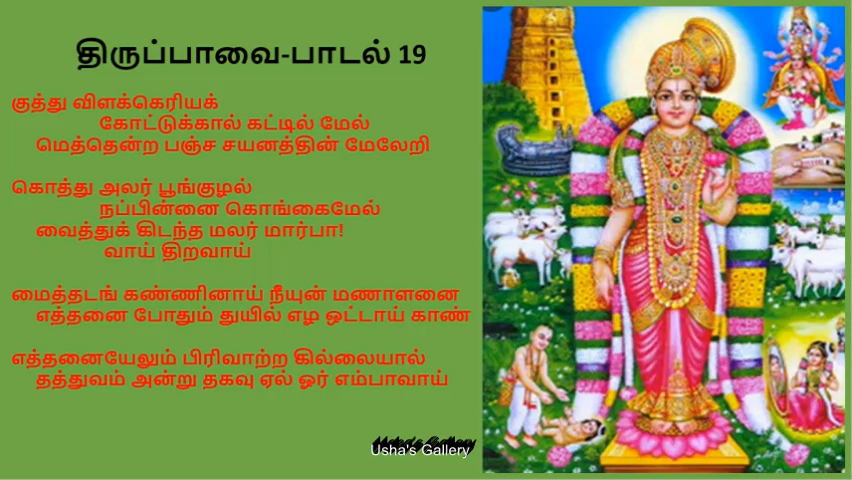 திருப்பாவை-பாடல் 19
குத்து விளக்கெரியக்
கோட்டுக்கால் கட்டில் மேல்
மெத்தென்ற பஞ்ச சயனத்தின் மேலேறி
கொத்து அலர் பூங்குழல்
நப்பின்னை கொங்கைமேல்
வைத்துக் கிடந்த மலர் மார்பா!
வாய் திறவாய்
மைத்தடங் கண்ணினாய் நீயுன் மணாளனை
எத்தனை போதும் துயில் எழ ஒட்டாய் காண்
எத்தனையேலும் பிரிவாற்ற கில்லையால்
தத்துவம் அன்று தகவு ஏல் ஓர் எம்பாவாய்
Usha's Gallery